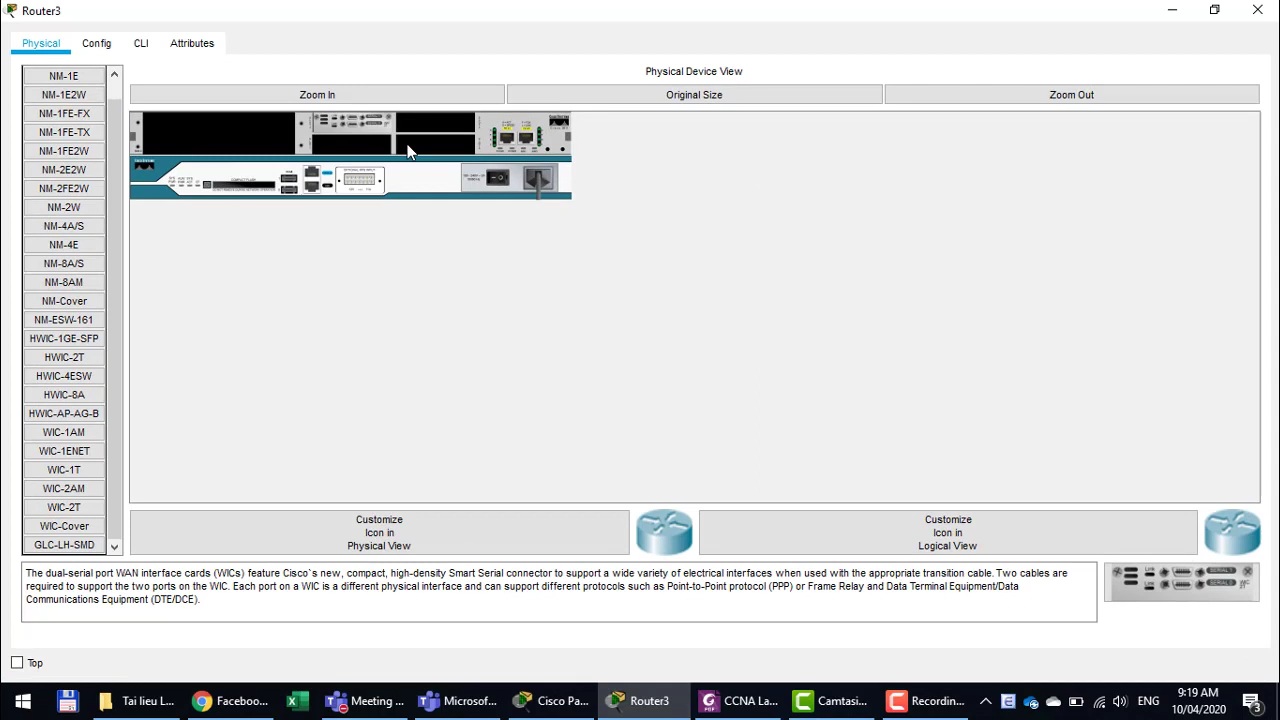 Router3
Physical
Config
CLI
Attributes
Physical Device View
Zoom In
Original Size
Zoom Out
NM-1E
NM-1E2W
NM-1FE-FX
NM-1FE-TX
NM-1FE2W
NM-2E2W
NM-2FE2W
NM-2W
NM-4A/S
NM-4E
NM-8A/S
NM-8AM
NM-Cover
NM-ESW-161
HWIC-1GE-SFP
HWIC-2T
HWIC-4ESW
HWIC-8A
HWIC-AP-AG-B
WIC-1AM
WIC-1ENET
WIC-1T
WIC-2AM
WIC-2T
WIC-Cover
GLC-LH-SMD
Customize
Icon in
Physical View
Customize
Icon in
Logical View
The dual-serial port WAN interface cards (WICs) feature Cisco`s new, compact, high-density Smart Serial connector to support a wide variety of electrical interfaces when used with the appropriate transition cable. Two cables are
required to support the two ports on the WIC. Each port on a WIC is a different physical interface and can support different protocols such as Point-to-Point protocol (PPP) or Frame Relay and Data Terminal Equipment/Data
Communications Equipment (DTE/DCE).
Top
Tai lieu L...
Faceboo...
Meeting ...
Microsof...
Cisco Pa...
Router3
CCNA La...
Camtasi...
Recordin...
ENG
9:19 AM
10/04/2020
3